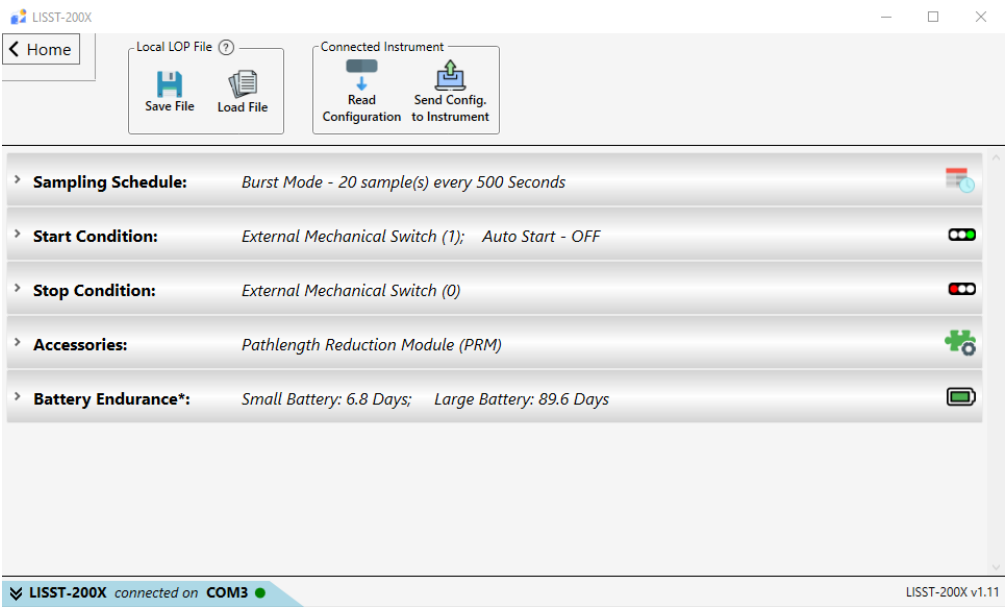 LISST-200X
Home
Local LOP File ?
Connected Instrument
Save File
Load File
Read Configuration
Send Config. to Instrument
Sampling Schedule: Burst Mode - 20 sample(s) every 500 Seconds
Start Condition: External Mechanical Switch (1); Auto Start - OFF
Stop Condition: External Mechanical Switch (0)
Accessories: Pathlength Reduction Module (PRM)
Battery Endurance*: Small Battery: 6.8 Days; Large Battery: 89.6 Days
LISST-200X connected on COM3
LISST-200X v1.11